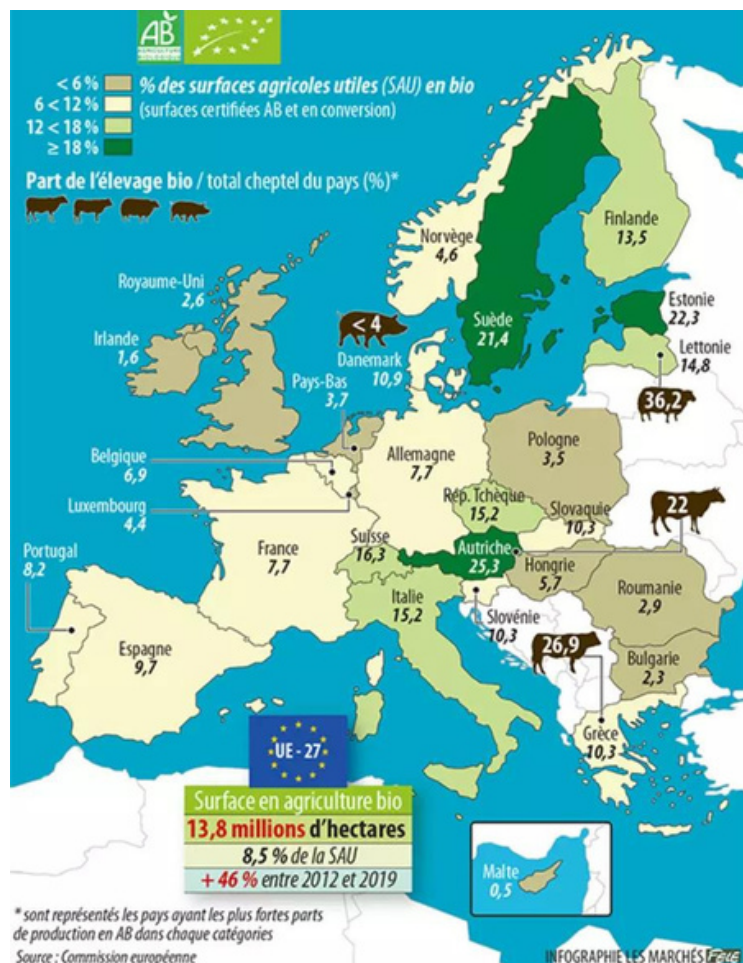 AB
AGRICULTURE
BIOLOGIQUE
< 6 %
6 < 12 %
12 < 18 %
≥ 18 %
% des surfaces agricoles utiles (SAU) en bio
(surfaces certifiées AB et en conversion)
Part de l'élevage bio / total cheptel du pays (%)*
Norvège
4,6
Finlande
13,5
Royaume-Uni
2,6
Irlande
1,6
< 4
Danemark
10,9
Suède
21,4
Estonie
22,3
Lettonie
14,8
36,2
Pays-Bas
3,7
Belgique
6,9
Luxembourg
4,4
Allemagne
7,7
Pologne
3,5
Rép. Tchèque
15,2
Slovaquie
10,3
22
Portugal
8,2
France
7,7
Suisse
16,3
Autriche
25,3
Hongrie
5,7
Roumanie
2,9
Italie
15,2
Slovénie
10,3
26,9
Bulgarie
2,3
Espagne
9,7
Grèce
10,3
UE - 27
Surface en agriculture bio
13,8 millions d'hectares
8,5 % de la SAU
+ 46 % entre 2012 et 2019
Malte
0,5
* sont représentés les pays ayant les plus fortes parts
de production en AB dans chaque catégories
Source : Commission européenne
INFOGRAPHIE LES MARCHÉS